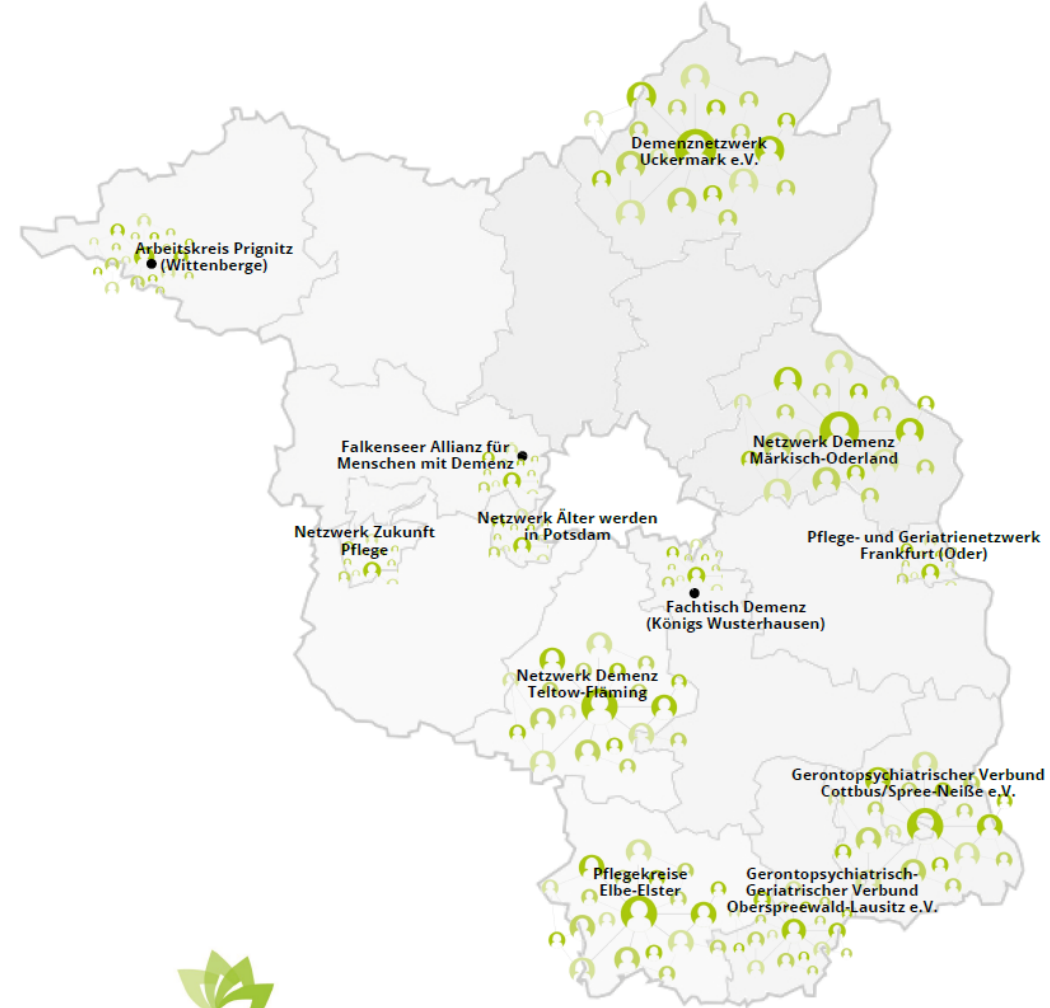 Demenznetzwerk
Uckermark e.V.
Arbeitskreis Prignitz
(Wittenberge)
Falkenseer Allianz für
Menschen mit Demenz
Netzwerk Demenz
Märkisch-Oderland
Netzwerk Zukunft
Pflege
Netzwerk Älter werden
in Potsdam
Pflege- und Geriatrienetzwerk
Frankfurt (Oder)
Fachtisch Demenz
(Königs Wusterhausen)
Netzwerk Demenz
Teltow-Fläming
Gerontopsychiatrischer Verbund
Cottbus/Spree-Neiße e.V.
Pflegekreise
Elbe-Elster
Gerontopsychiatrisch-
Geriatrischer Verbund
Oberspreewald-Lausitz e.V.